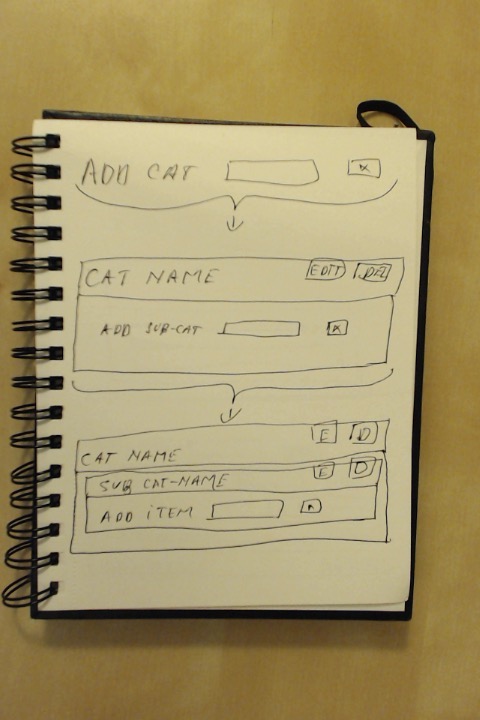 ADD CAT
CAT NAME EDIT DEL
ADD SUB-CAT
E D
CAT NAME
SUB CAT-NAME E D
ADD iTEM